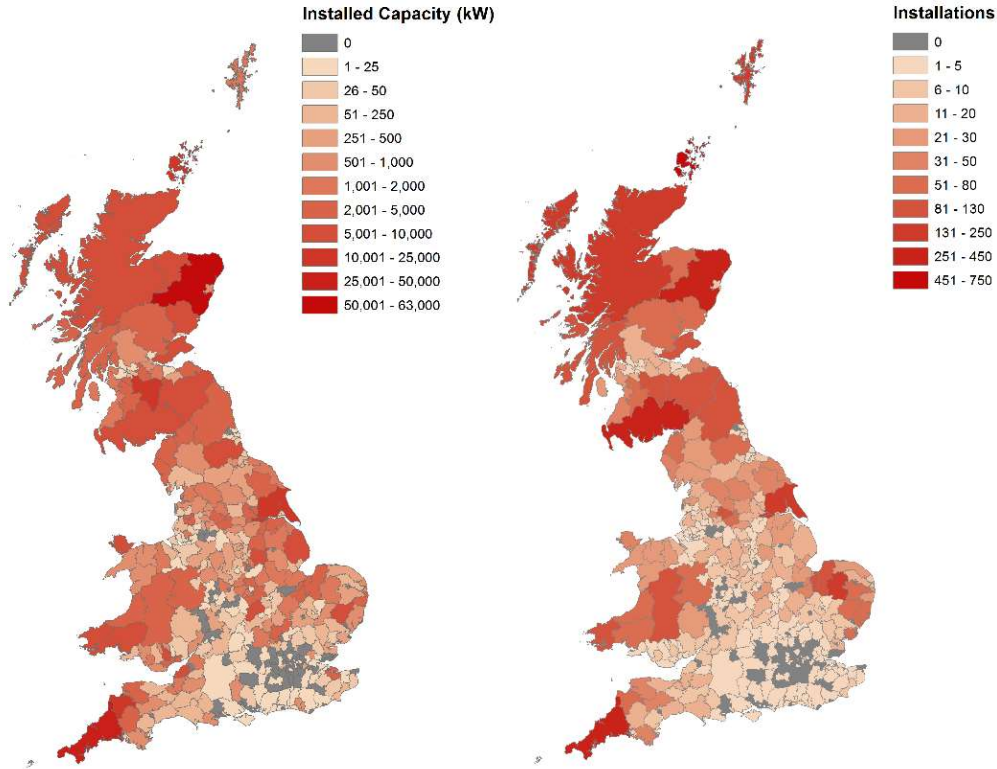 Installed Capacity (kW)
0
1 - 25
26 - 50
51 - 250
251 - 500
501 - 1,000
1,001 - 2,000
2,001 - 5,000
5,001 - 10,000
10,001 - 25,000
25,001 - 50,000
50,001 - 63,000
Installations
0
1 - 5
6 - 10
11 - 20
21 - 30
31 - 50
51 - 80
81 - 130
131 - 250
251 - 450
451 - 750